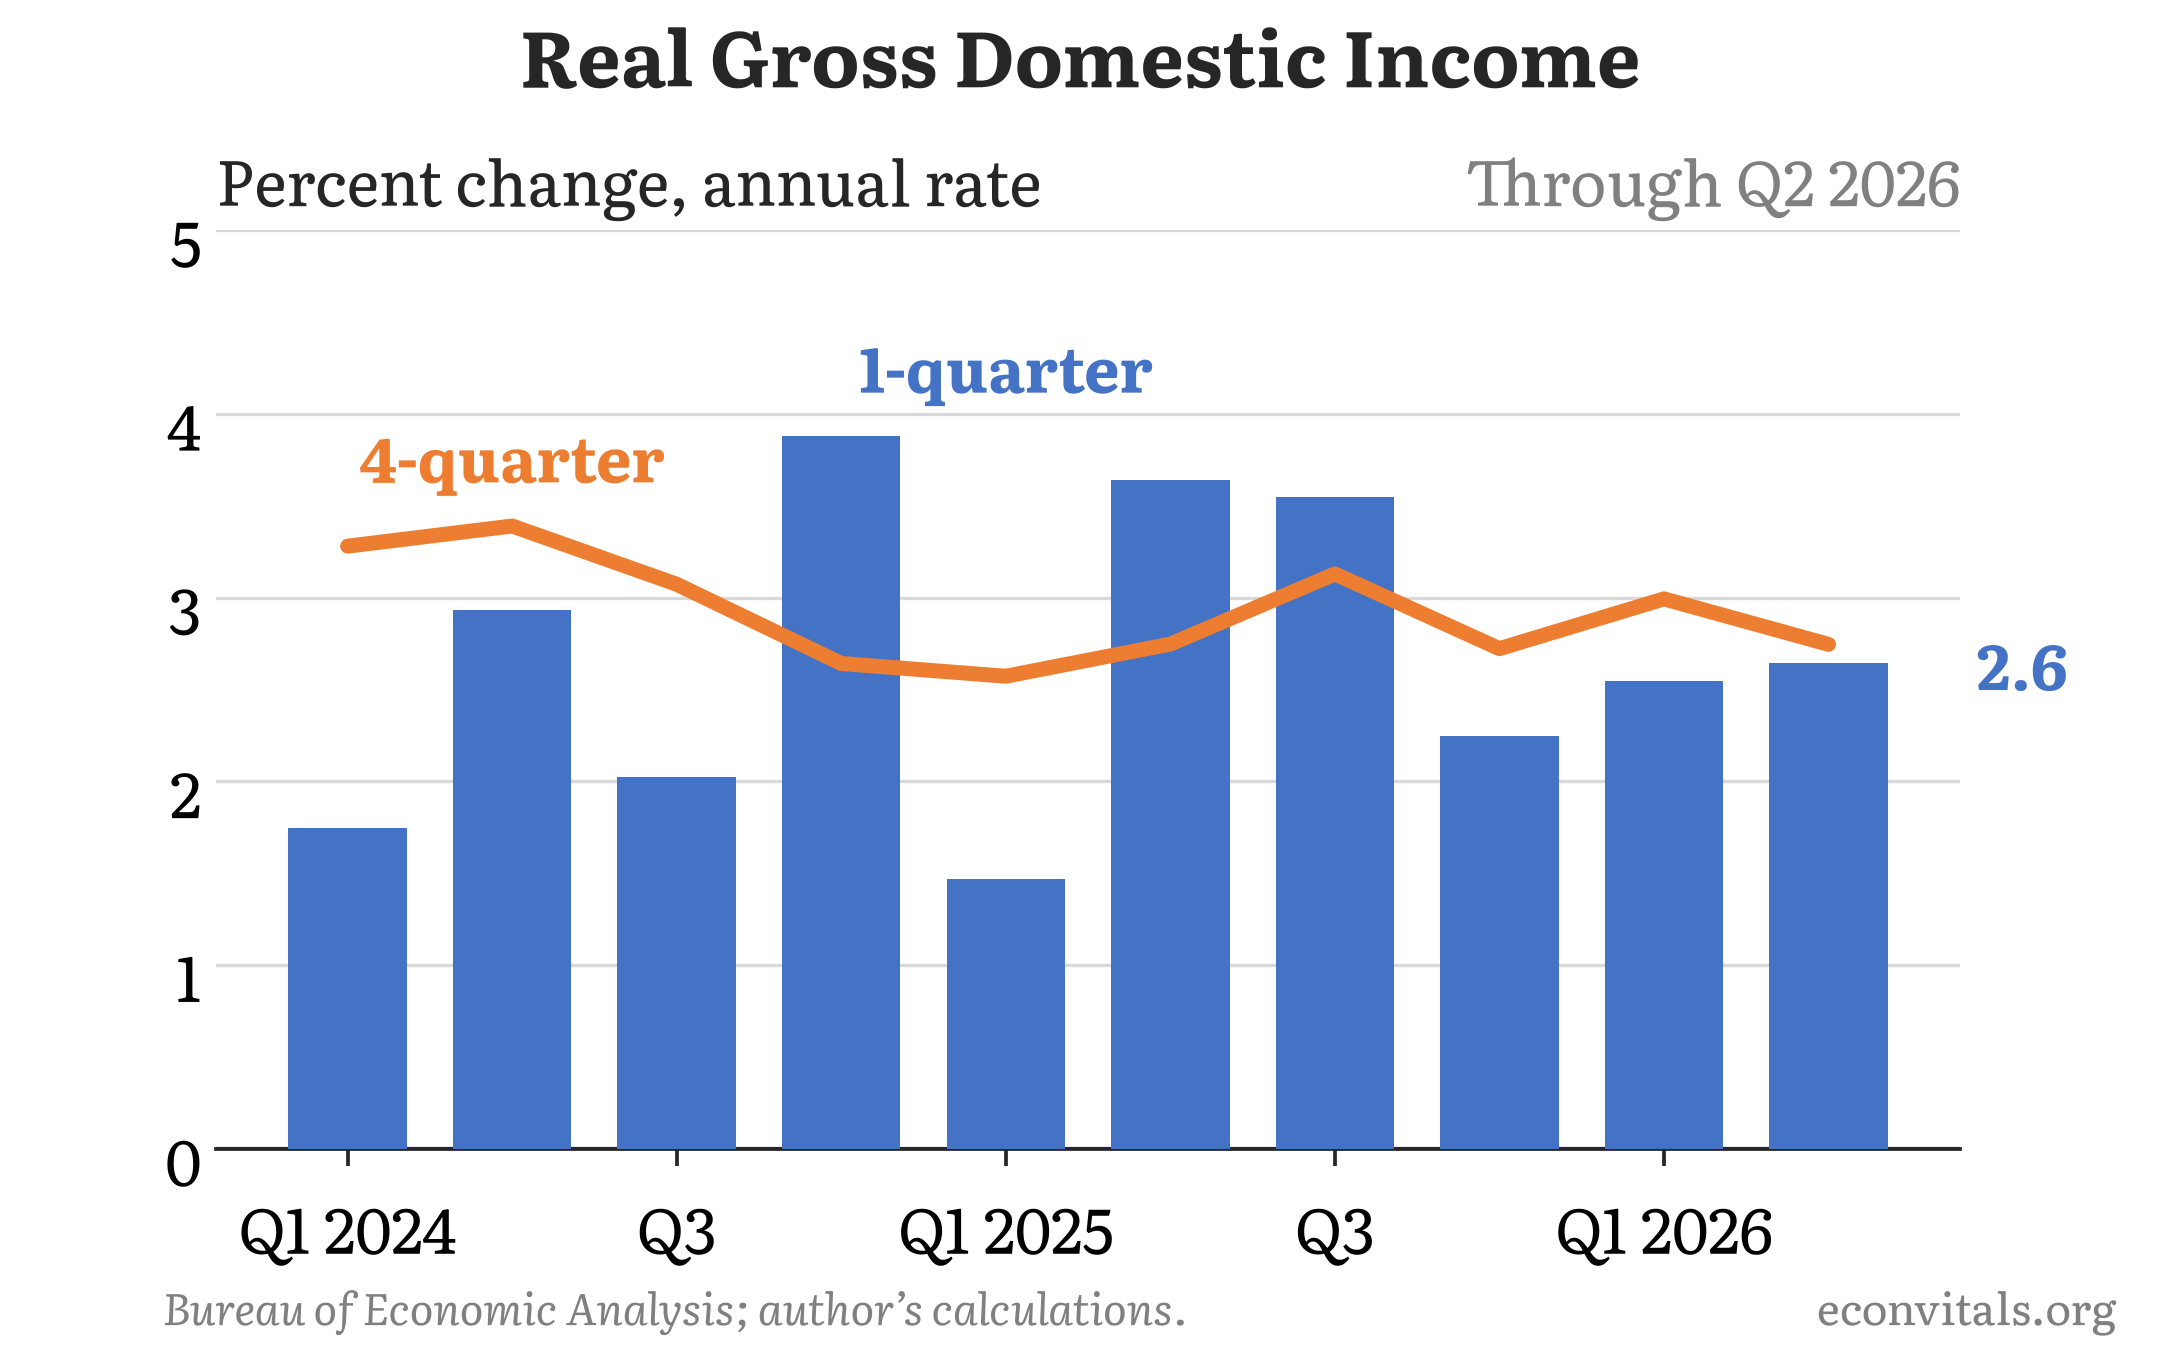 Real Gross Domestic Income
Percent change, annual rate
Through Q2 2026
5
4
3
2
1
0
1-quarter
4-quarter
2.6
Q1 2024
Q3
Q1 2025
Q3
Q1 2026
Bureau of Economic Analysis; author’s calculations.
econvitals.org